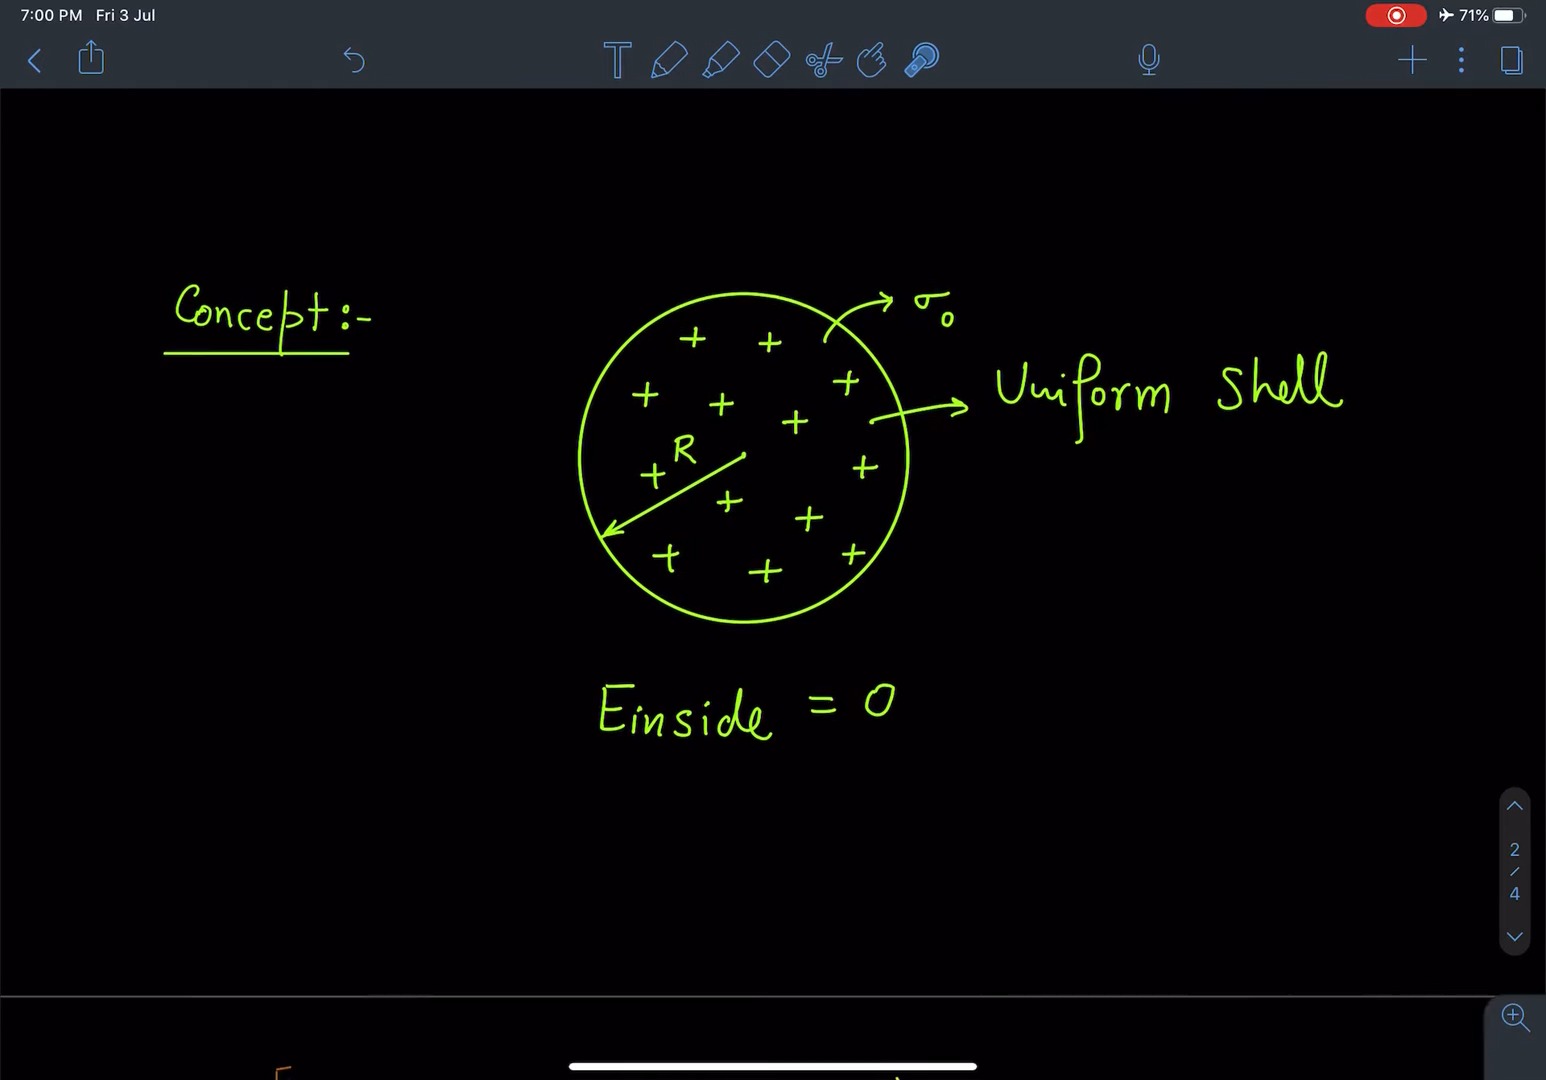 7:00 PM Fri 3 Jul
71%
T
Concept :-
σ₀
Uniform Shell
R
Einside = 0
2
/
4